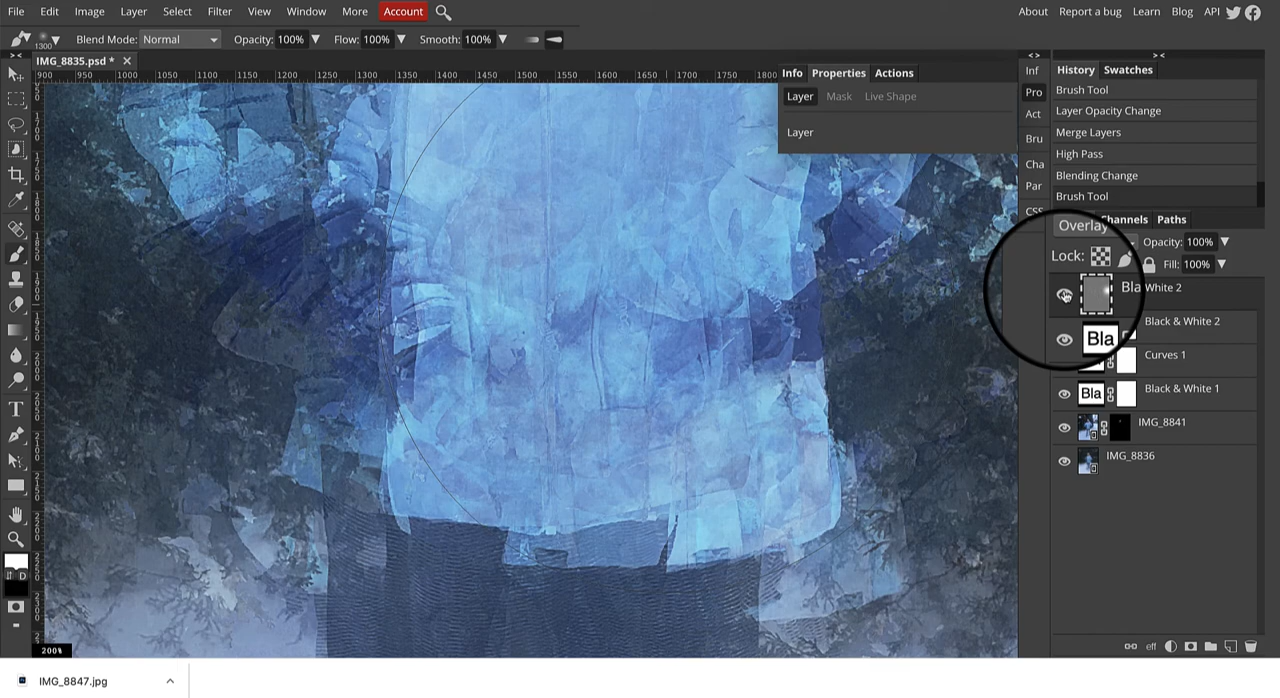 File Edit Image Layer Select Filter View Window More Account About Report a bug Learn Blog API
1300 Blend Mode: Normal Opacity: 100% Flow: 100% Smooth: 100%
IMG_8835.psd *
900 950 1000 1050 1100 1150 1200 1250 1300 1350 1400 1450 1500 1550 1600 1650 1700 1750 1800
Info Properties Actions
Layer Mask Live Shape
Layer
Inf
Pro
Act
Bru
Cha
Par
CSS
History Swatches
Brush Tool
Layer Opacity Change
Merge Layers
High Pass
Blending Change
Brush Tool
Channels Paths
Overlay Opacity: 100%
Lock: Fill: 100%
Bla White 2
Bla Black & White 2
Curves 1
Bla Black & White 1
IMG_8841
IMG_8836
D
eff
200%
IMG_8847.jpg